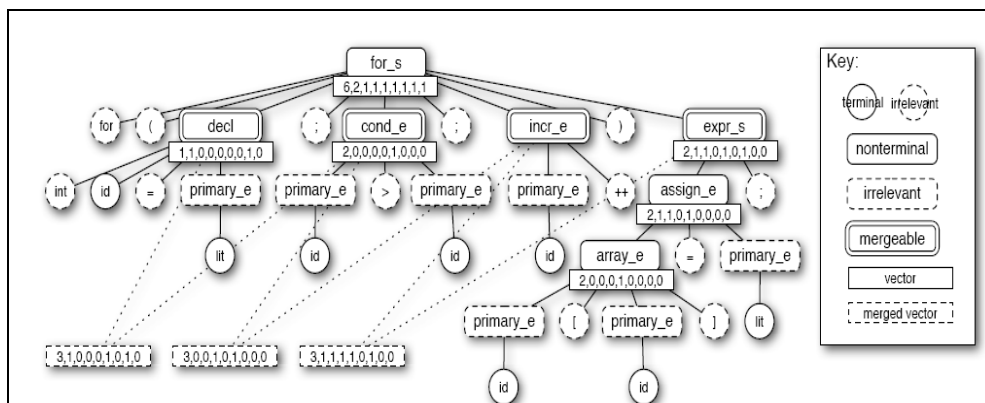 for_s
6,2,1,1,1,1,1,1,1
for
(
decl
1,1,0,0,0,0,0,1,0
;
cond_e
2,0,0,0,0,1,0,0,0
;
incr_e
)
expr_s
2,1,1,0,1,0,1,0,0
int
id
=
primary_e
primary_e
>
primary_e
primary_e
++
assign_e
2,1,1,0,1,0,0,0,0
;
lit
id
id
id
array_e
2,0,0,0,1,0,0,0,0
=
primary_e
primary_e
[
primary_e
]
lit
3,1,0,0,0,1,0,1,0
3,0,0,1,0,1,0,0,0
3,1,1,1,1,0,1,0,0
id
id
Key:
terminal
irrelevant
nonterminal
irrelevant
mergeable
vector
merged vector